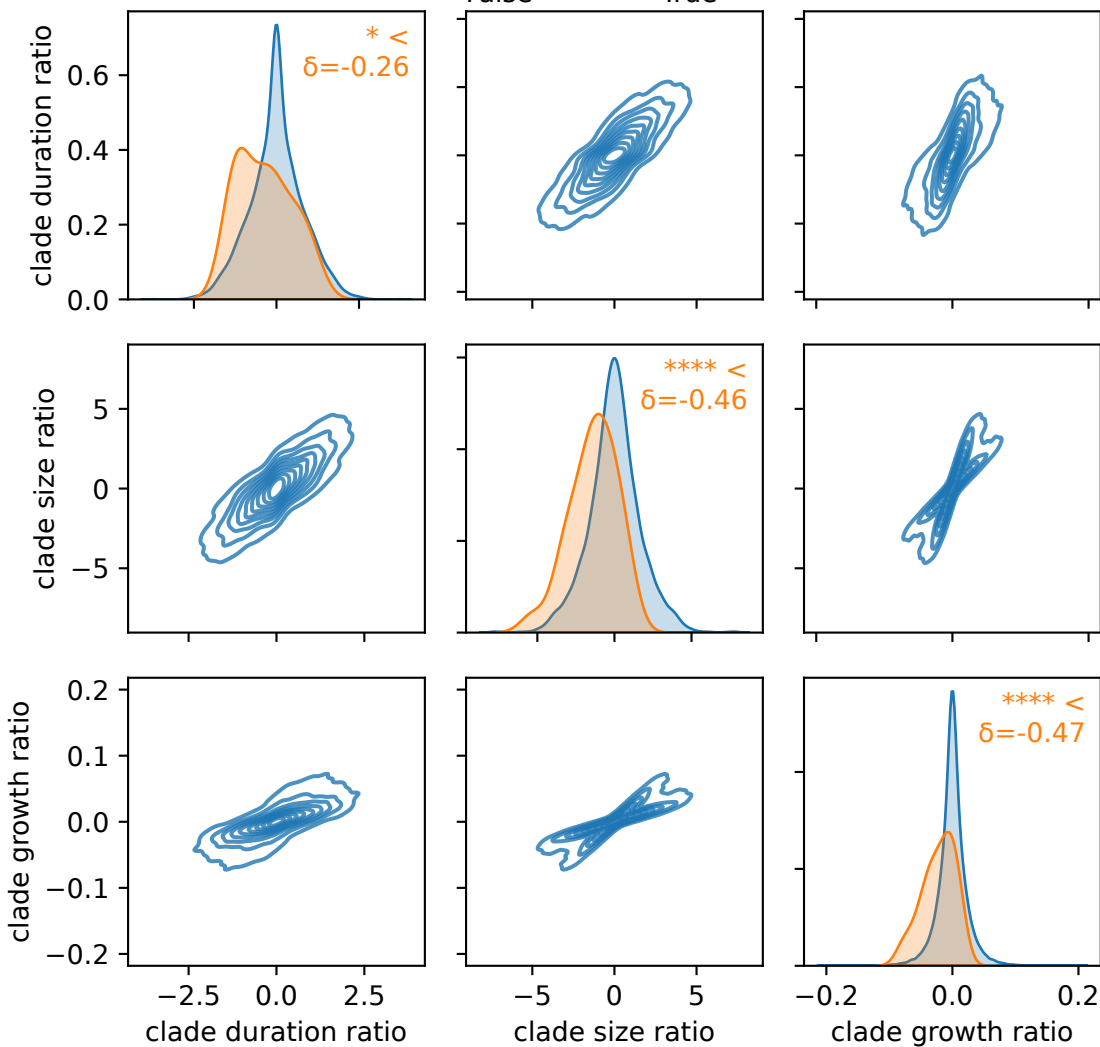 clade duration ratio
0.6
0.4
0.2
0.0
* <
δ=-0.26
clade size ratio
5
0
−5
**** <
δ=-0.46
clade growth ratio
0.2
0.1
0.0
−0.1
−0.2
**** <
δ=-0.47
−2.5 0.0 2.5
−5 0 5
−0.2 0.0 0.2
clade duration ratio
clade size ratio
clade growth ratio